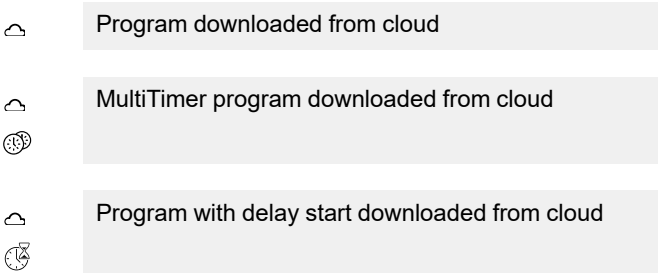 Program downloaded from cloud
MultiTimer program downloaded from cloud
Program with delay start downloaded from cloud